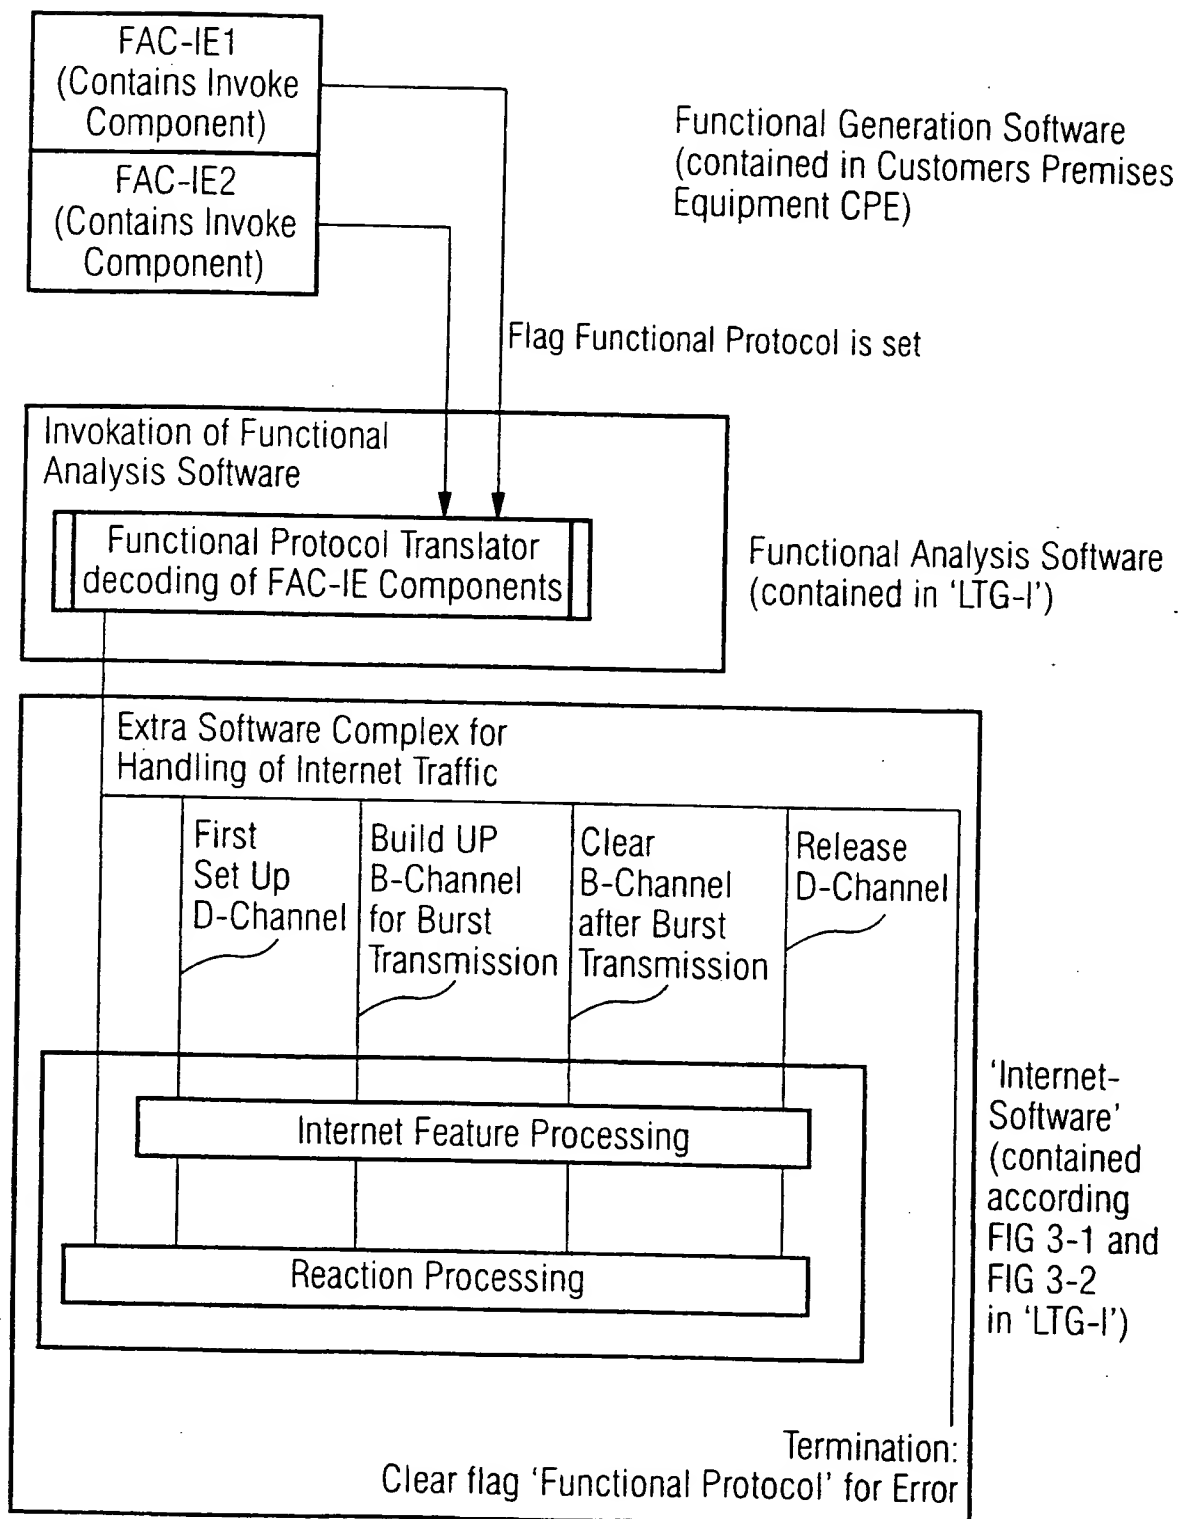 FAC-IE1
(Contains Invoke
Component)
FAC-IE2
(Contains Invoke
Component)
Functional Generation Software
(contained in Customers Premises
Equipment CPE)
Flag Functional Protocol is set
Invokation of Functional
Analysis Software
Functional Protocol Translator
decoding of FAC-IE Components
Functional Analysis Software
(contained in 'LTG-I')
Extra Software Complex for
Handling of Internet Traffic
First
Set Up
D-Channel
Build UP
B-Channel
for Burst
Transmission
Clear
B-Channel
after Burst
Transmission
Release
D-Channel
Internet Feature Processing
Reaction Processing
'Internet-
Software'
(contained
according
FIG 3-1 and
FIG 3-2
in 'LTG-I')
Termination:
Clear flag 'Functional Protocol' for Error